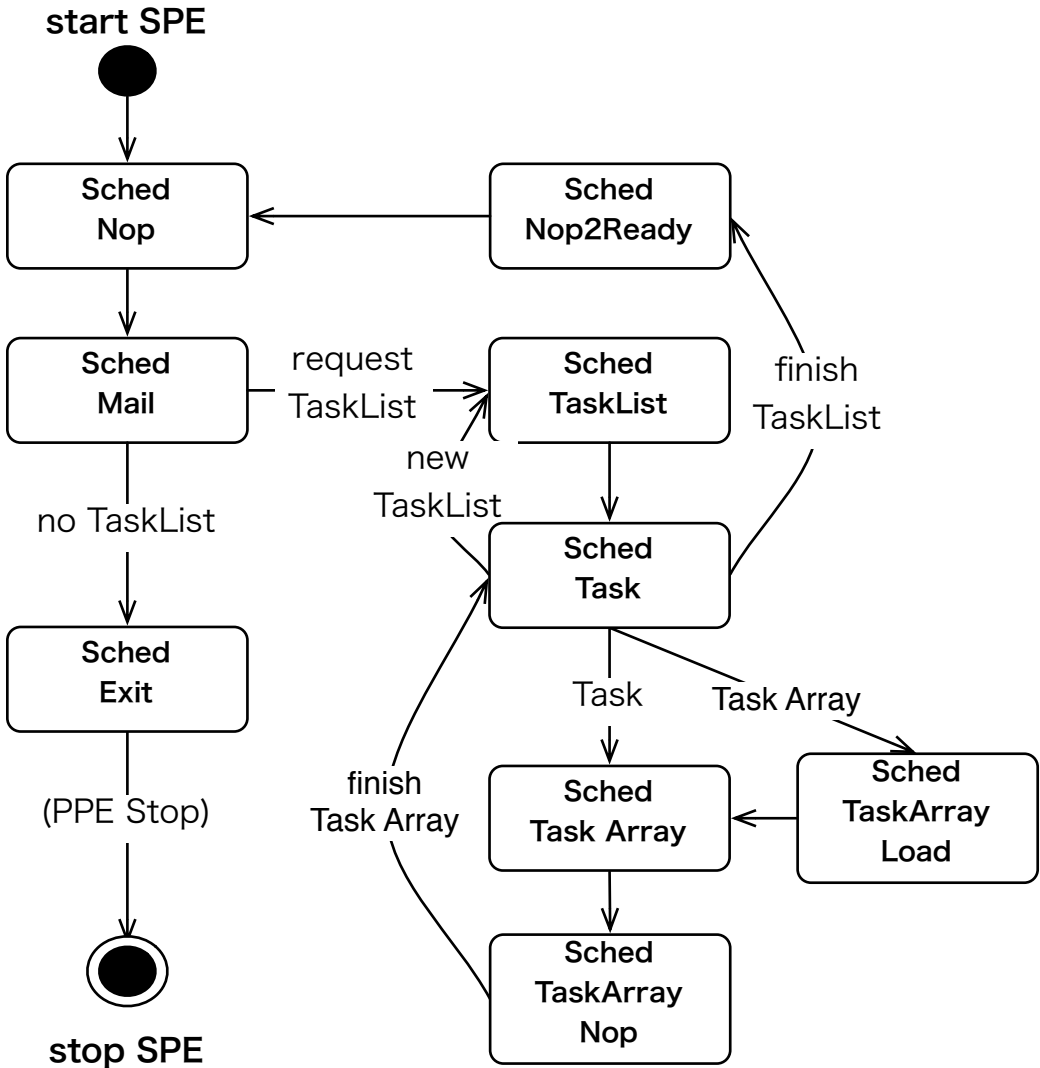 start SPE
Sched
Nop
Sched
Nop2Ready
Sched
Mail
request
TaskList
Sched
TaskList
finish
TaskList
new
TaskList
no TaskList
Sched
Task
Sched
Exit
Task
Task Array
(PPE Stop)
finish
Task Array
Sched
Task Array
Sched
TaskArray
Load
Sched
TaskArray
Nop
stop SPE